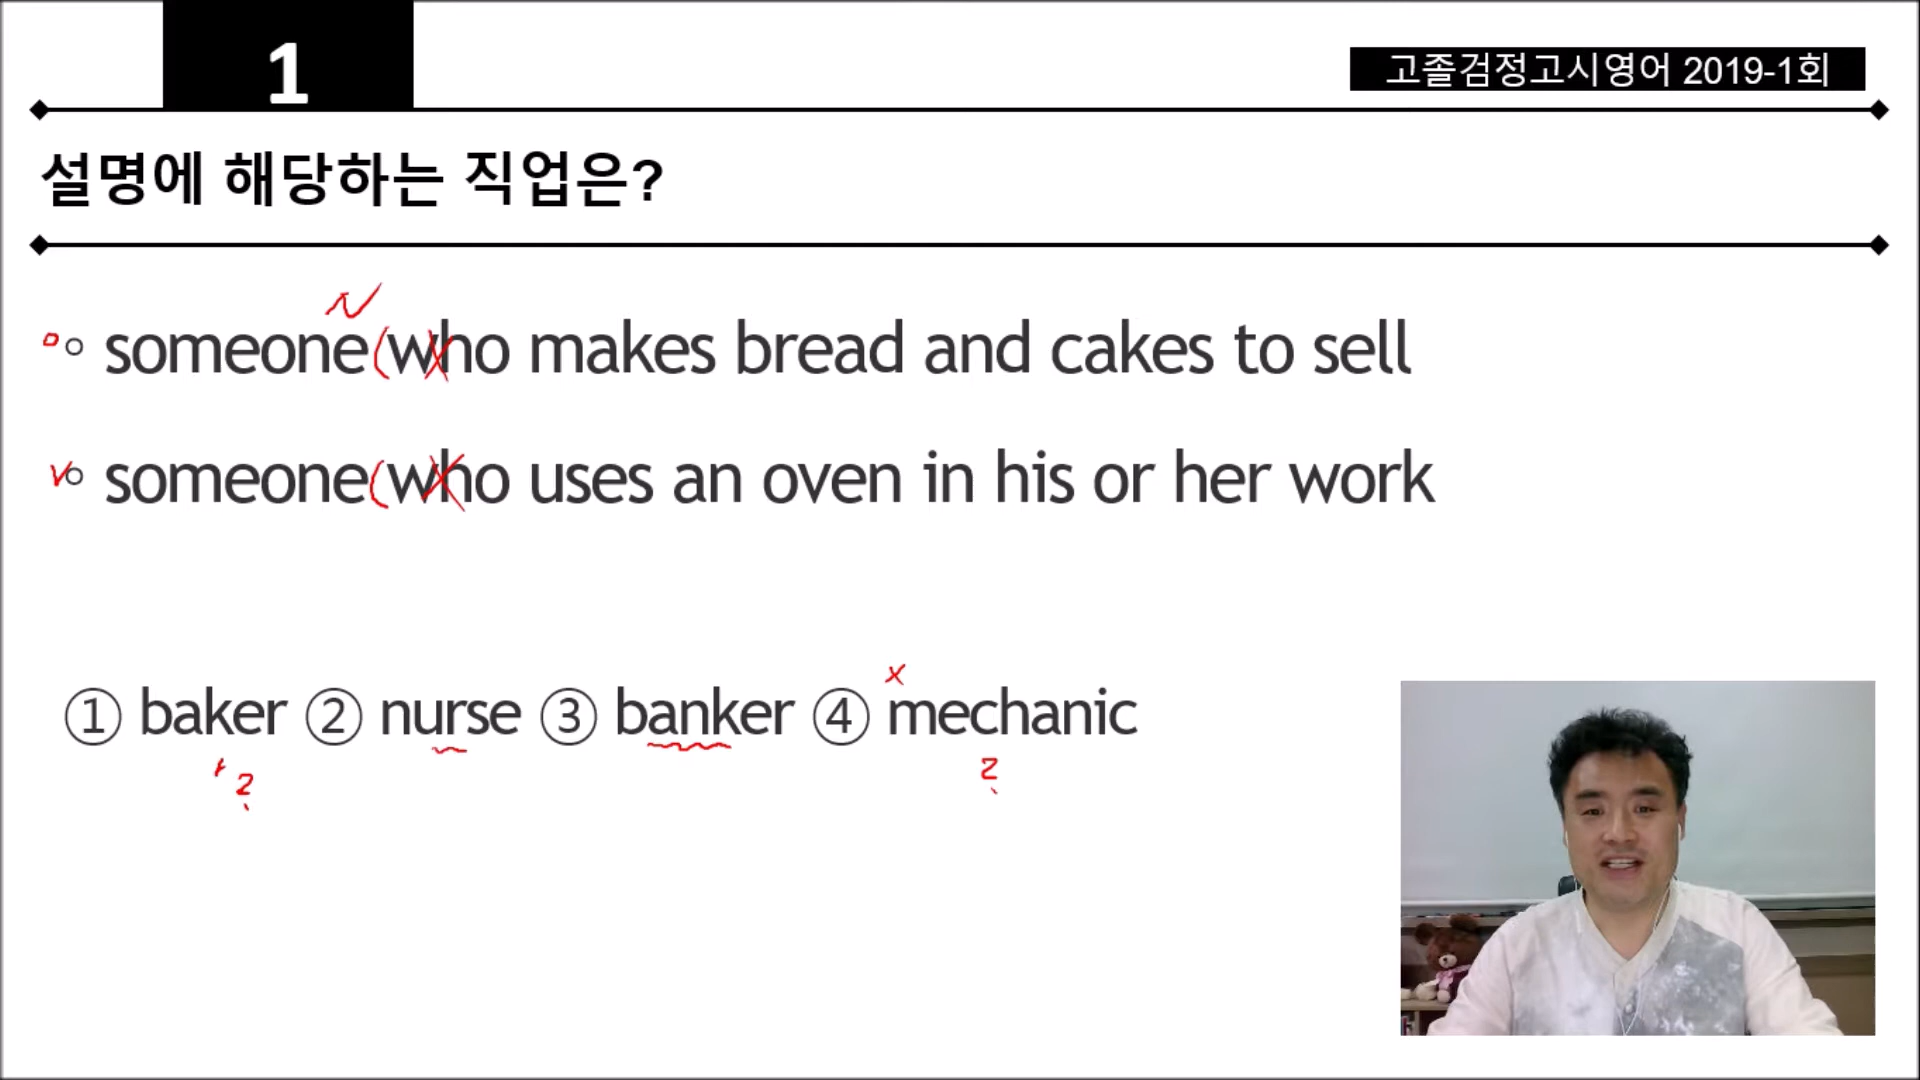 1
고졸검정고시영어 2019-1회
설명에 해당하는 직업은?
N
○ someone (who makes bread and cakes to sell
○ someone (who uses an oven in his or her work
① baker ② nurse ③ banker ④ mechanic